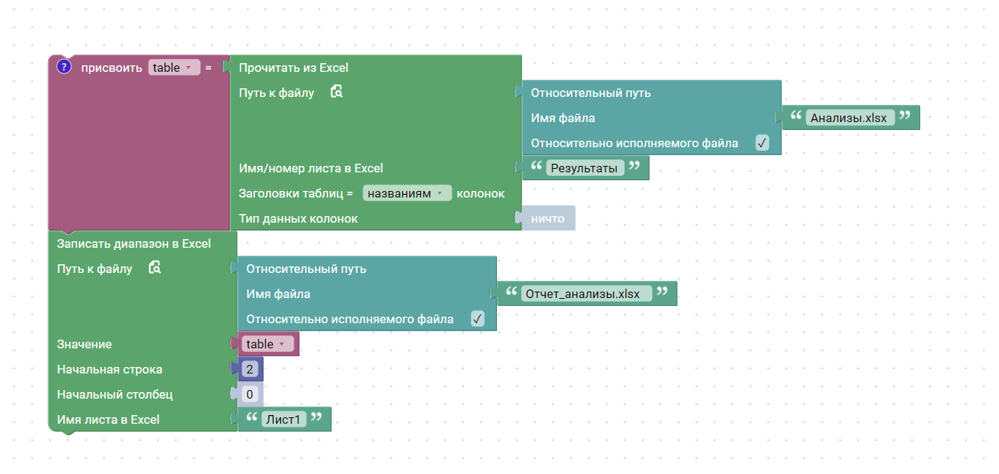 ? присвоить table = Прочитать из Excel
Путь к файлу Относительный путь
Имя файла “ Анализы.xlsx ”
Относительно исполняемого файла ✓
Имя/номер листа в Excel “ Результаты ”
Заголовки таблиц = названиям колонок
Тип данных колонок ничто
Записать диапазон в Excel
Путь к файлу Относительный путь
Имя файла “ Отчет_анализы.xlsx ”
Относительно исполняемого файла ✓
Значение table
Начальная строка 2
Начальный столбец 0
Имя листа в Excel “ Лист1 ”